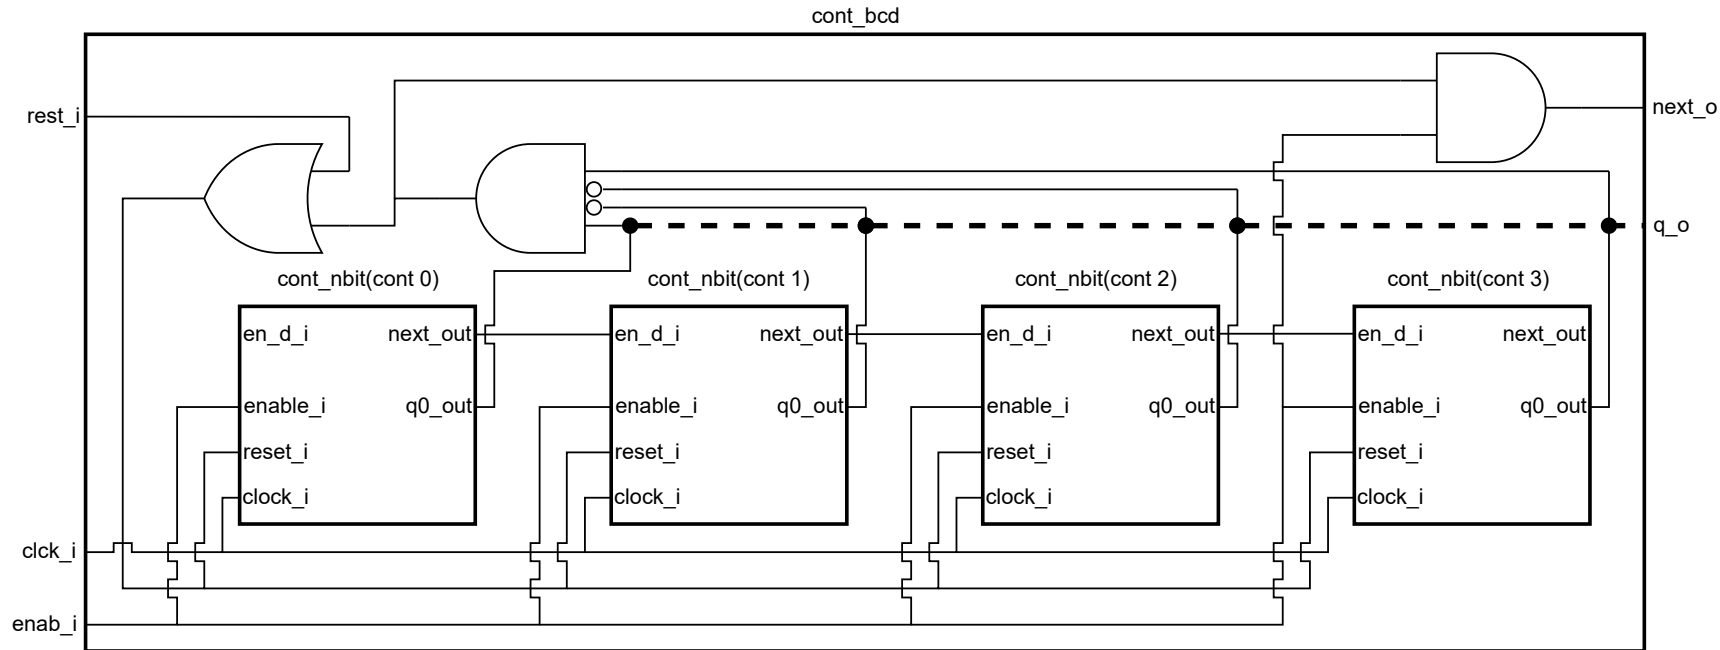 cont_bcd
rest_i
next_o
q_o
cont_nbit(cont 0)
cont_nbit(cont 1)
cont_nbit(cont 2)
cont_nbit(cont 3)
en_d_i
next_out
en_d_i
next_out
en_d_i
next_out
en_d_i
next_out
enable_i
q0_out
enable_i
q0_out
enable_i
q0_out
enable_i
q0_out
reset_i
reset_i
reset_i
reset_i
clock_i
clock_i
clock_i
clock_i
clck_i
enab_i